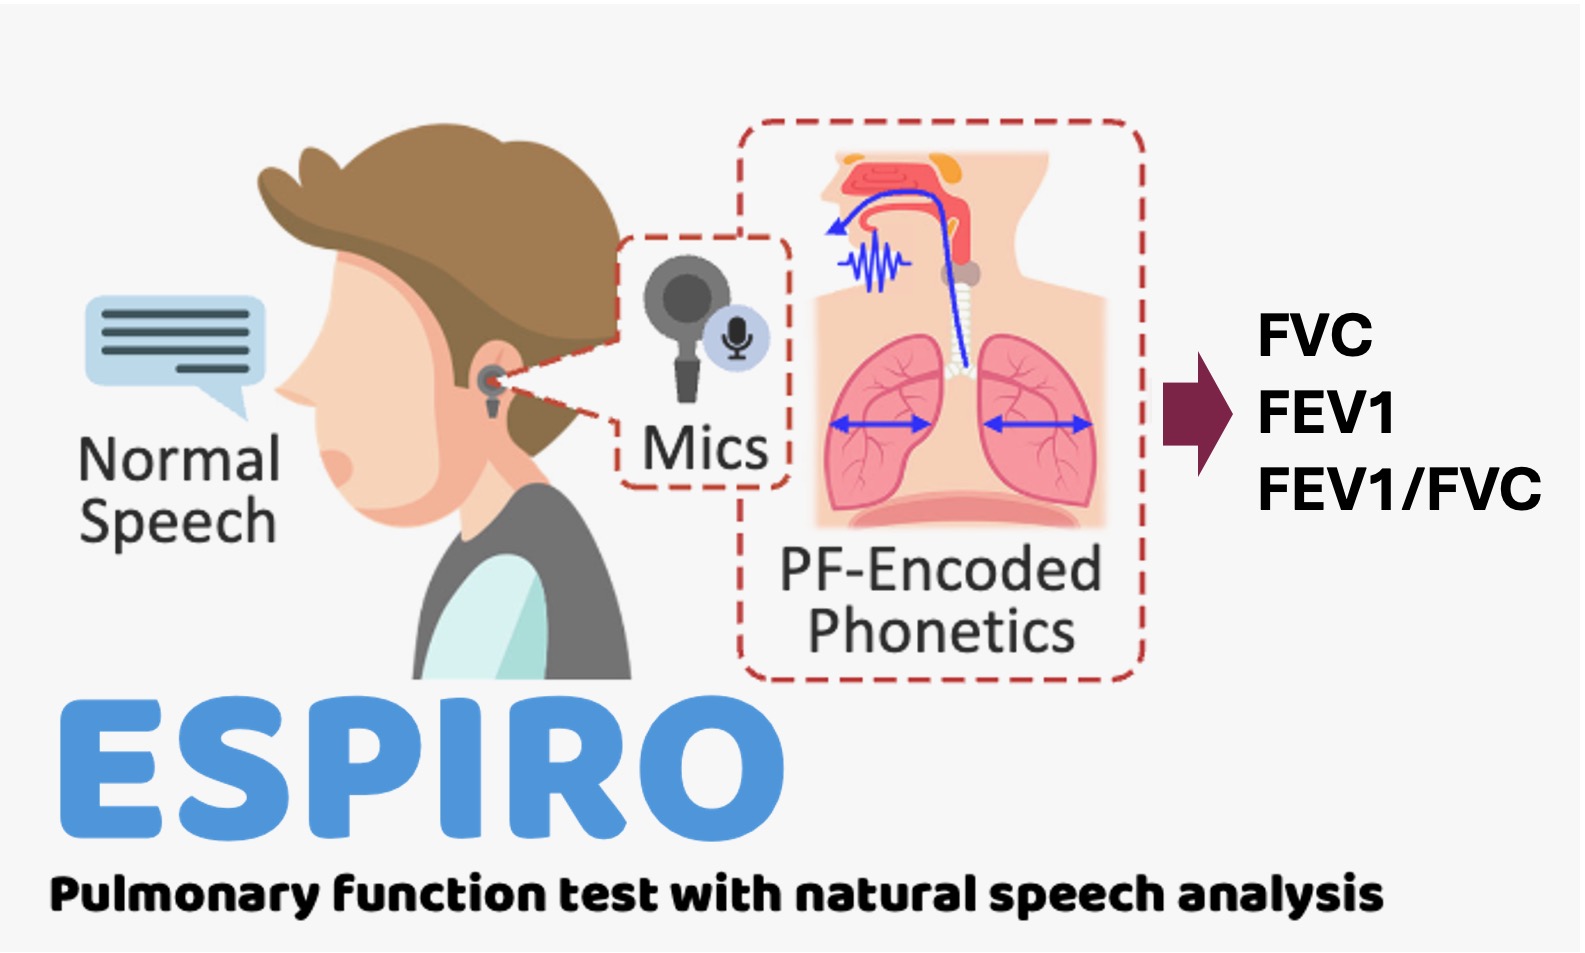 Normal
Speech
Mics
PF-Encoded
Phonetics
FVC
FEV1
FEV1/FVC
ESPIRO
Pulmonary function test with natural speech analysis